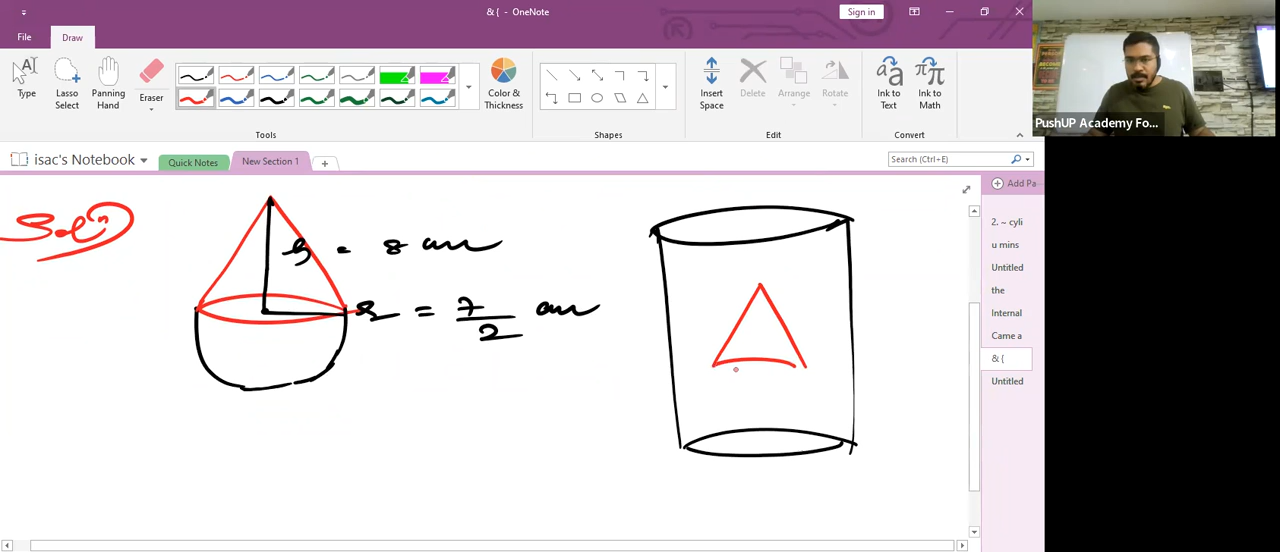 & { - OneNote
Sign in
File
Draw
Type
Lasso Select
Panning Hand
Eraser
Color & Thickness
Insert Space
Delete
Arrange
Rotate
Ink to Text
Ink to Math
Tools
Shapes
Edit
Convert
PushUP Academy Fo...
isac's Notebook
Quick Notes
New Section 1
Search (Ctrl+E)
Add Pa
2. ~ cyli
u mins
Untitled
the
Internal
Came a
& {
Untitled
Solⁿ)
h = 8 cm
r = 7/2 cm